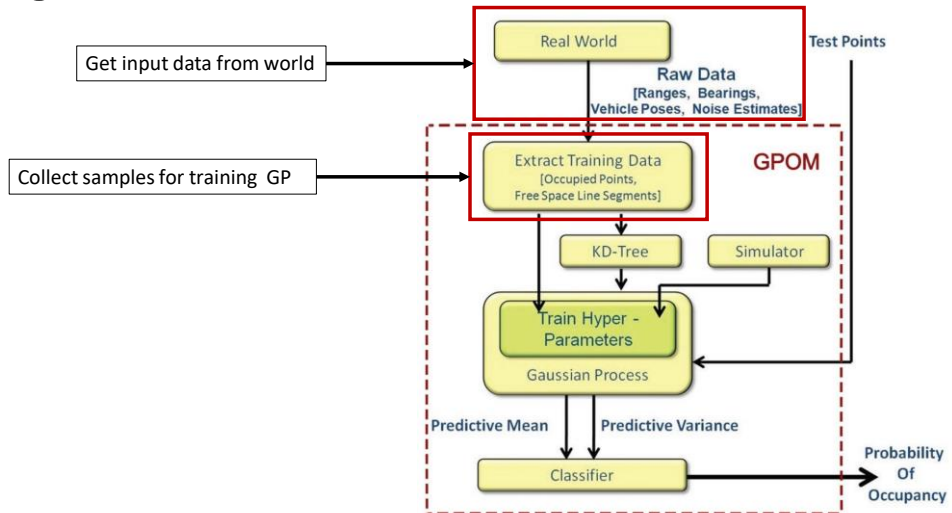 Real World
Test Points
Get input data from world
Raw Data
[Ranges, Bearings,
Vehicle Poses, Noise Estimates]
Extract Training Data
[Occupied Points,
Free Space Line Segments]
GPOM
Collect samples for training GP
KD-Tree
Simulator
Train Hyper -
Parameters
Gaussian Process
Predictive Mean
Predictive Variance
Classifier
Probability
Of
Occupancy